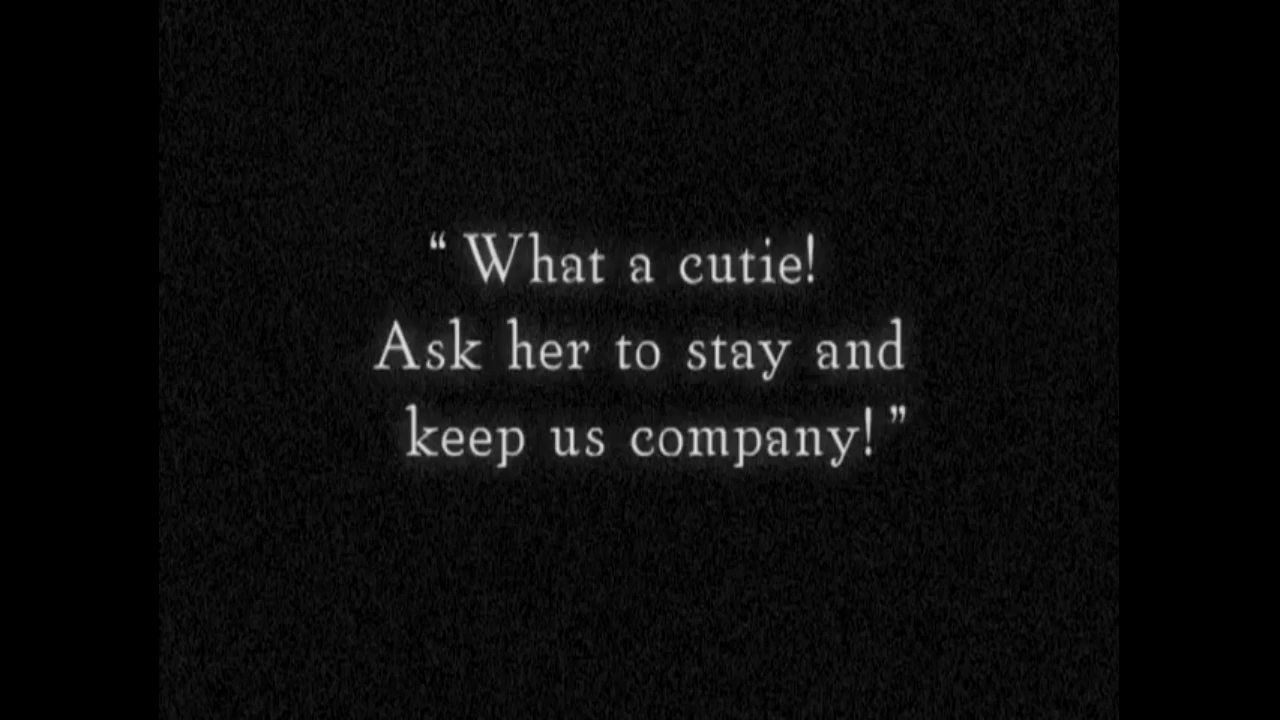 “ What a cutie!
Ask her to stay and
keep us company! ”